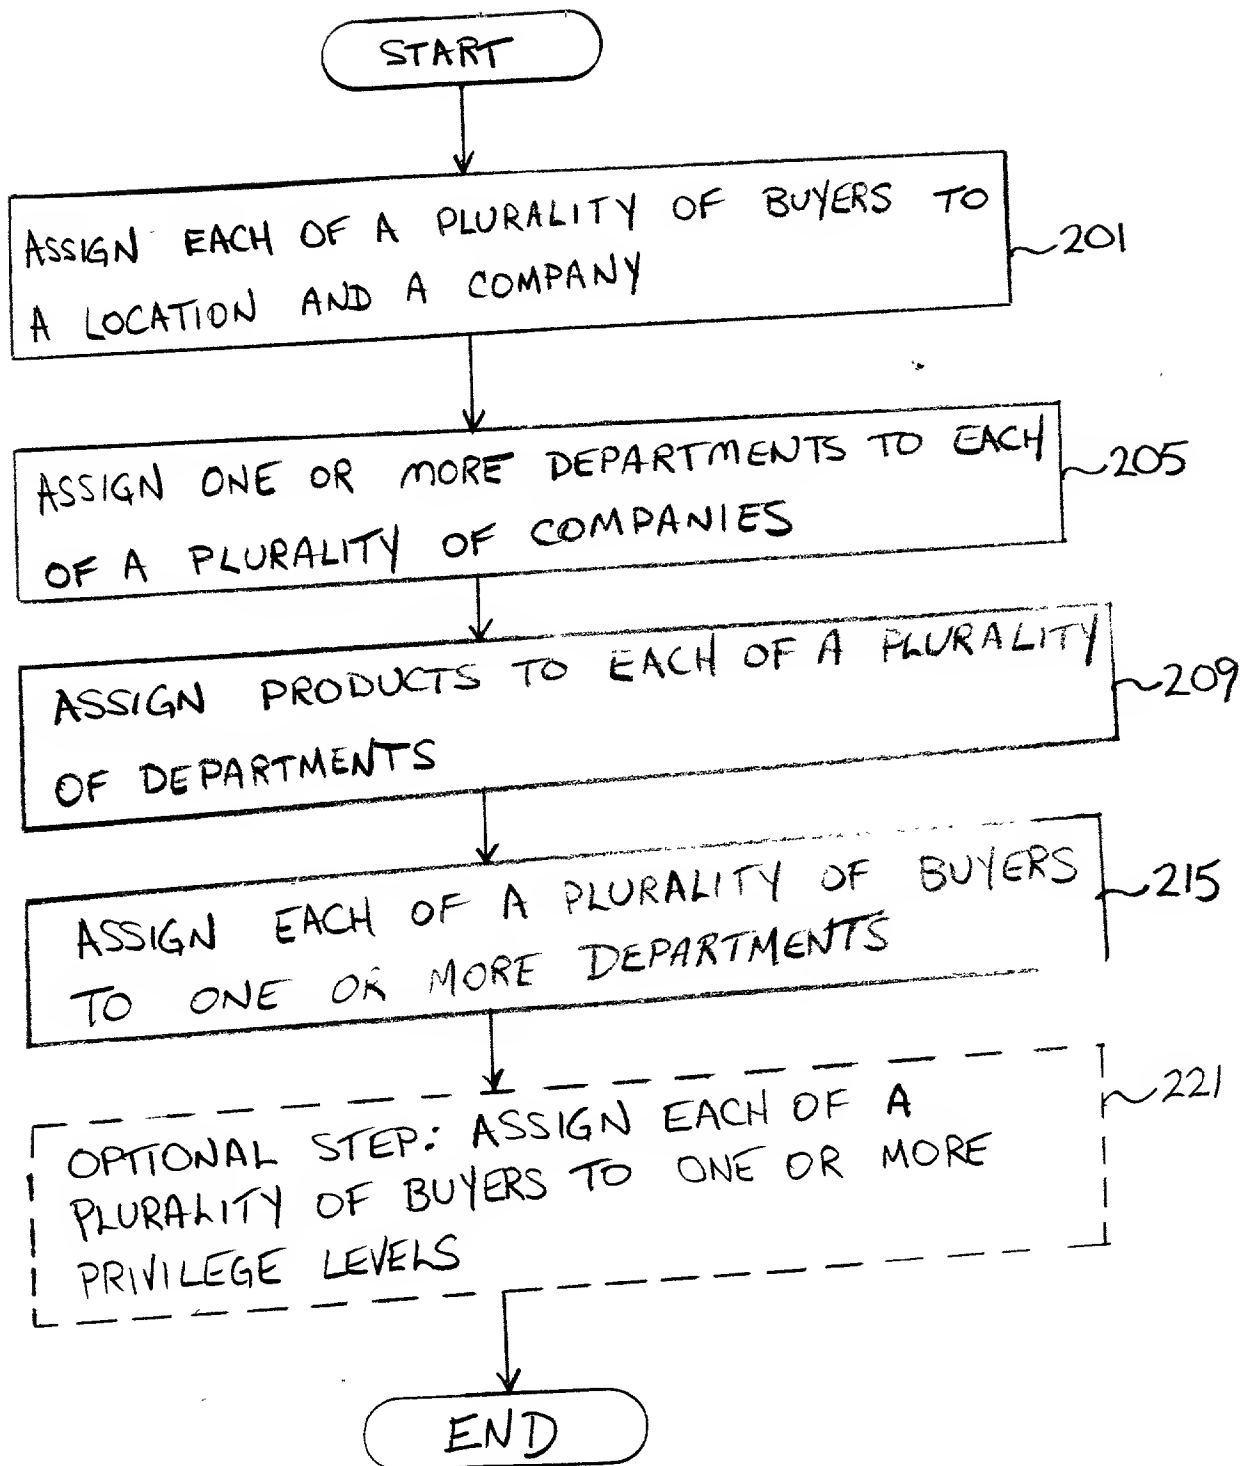 START
ASSIGN EACH OF A PLURALITY OF BUYERS TO
A LOCATION AND A COMPANY
201
ASSIGN ONE OR MORE DEPARTMENTS TO EACH
OF A PLURALITY OF COMPANIES
205
ASSIGN PRODUCTS TO EACH OF A PLURALITY
OF DEPARTMENTS
209
ASSIGN EACH OF A PLURALITY OF BUYERS
TO ONE OR MORE DEPARTMENTS
215
OPTIONAL STEP: ASSIGN EACH OF A
PLURALITY OF BUYERS TO ONE OR MORE
PRIVILEGE LEVELS
221
END